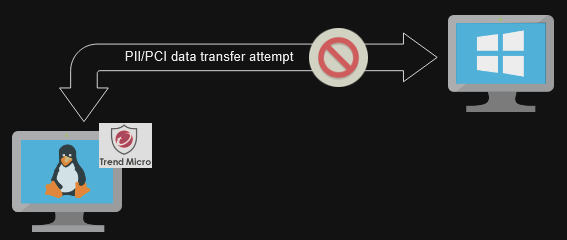 PII/PCI data transfer attempt
Trend Micro